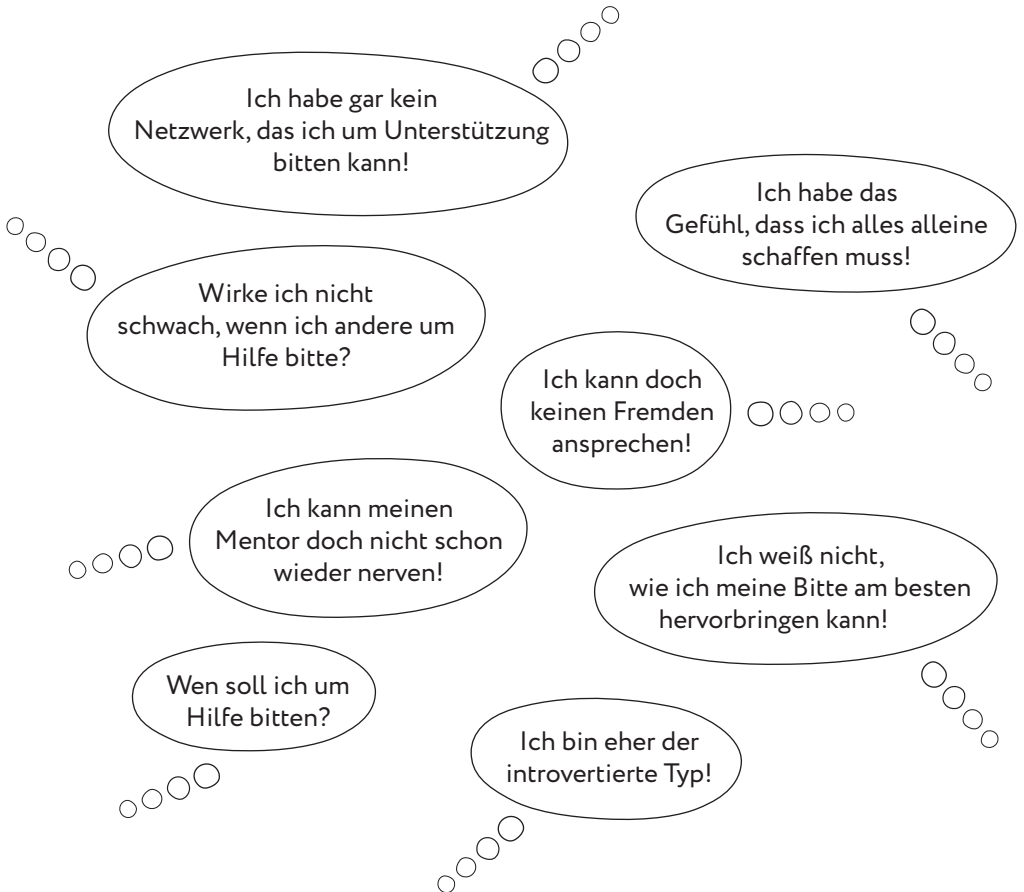 Ich habe gar kein
Netzwerk, das ich um Unterstützung
bitten kann!
Ich habe das
Gefühl, dass ich alles alleine
schaffen muss!
Wirke ich nicht
schwach, wenn ich andere um
Hilfe bitte?
Ich kann doch
keinen Fremden
ansprechen!
Ich kann meinen
Mentor doch nicht schon
wieder nerven!
Ich weiß nicht,
wie ich meine Bitte am besten
hervorbringen kann!
Wen soll ich um
Hilfe bitten?
Ich bin eher der
introvertierte Typ!